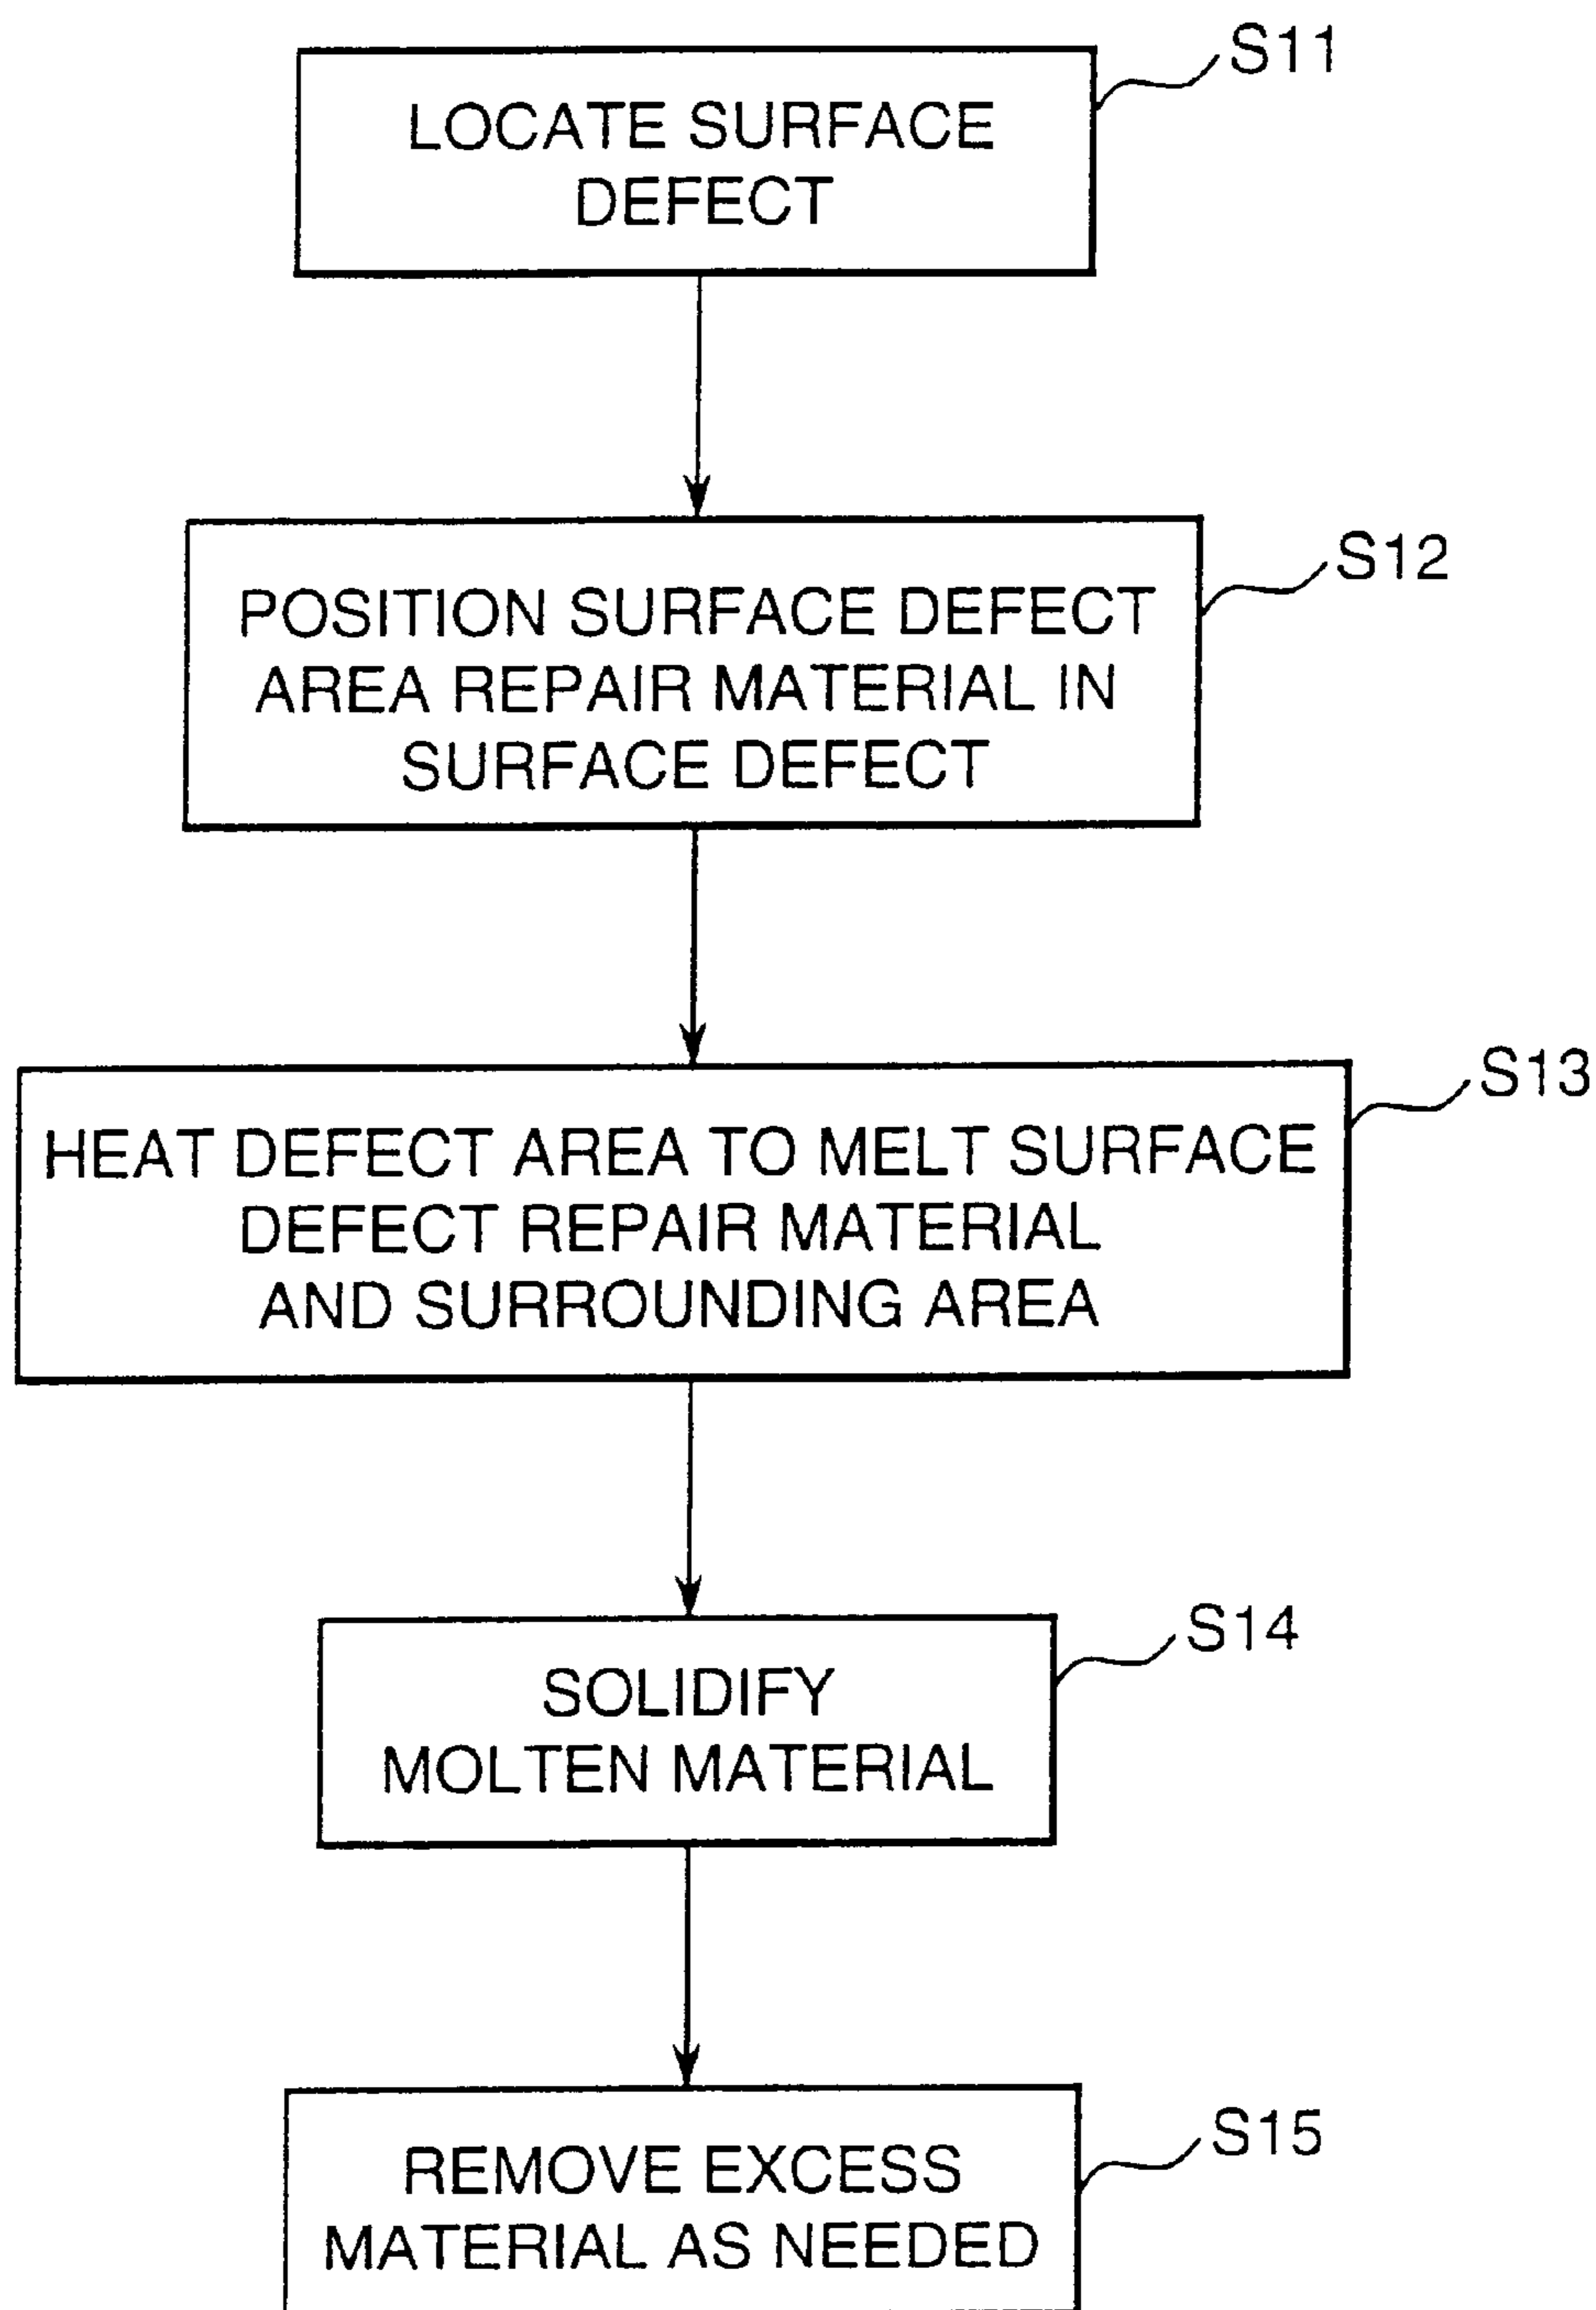 S11
LOCATE SURFACE
DEFECT
S12
POSITION SURFACE DEFECT
AREA REPAIR MATERIAL IN
SURFACE DEFECT
S13
HEAT DEFECT AREA TO MELT SURFACE
DEFECT REPAIR MATERIAL
AND SURROUNDING AREA
S14
SOLIDIFY
MOLTEN MATERIAL
S15
REMOVE EXCESS
MATERIAL AS NEEDED